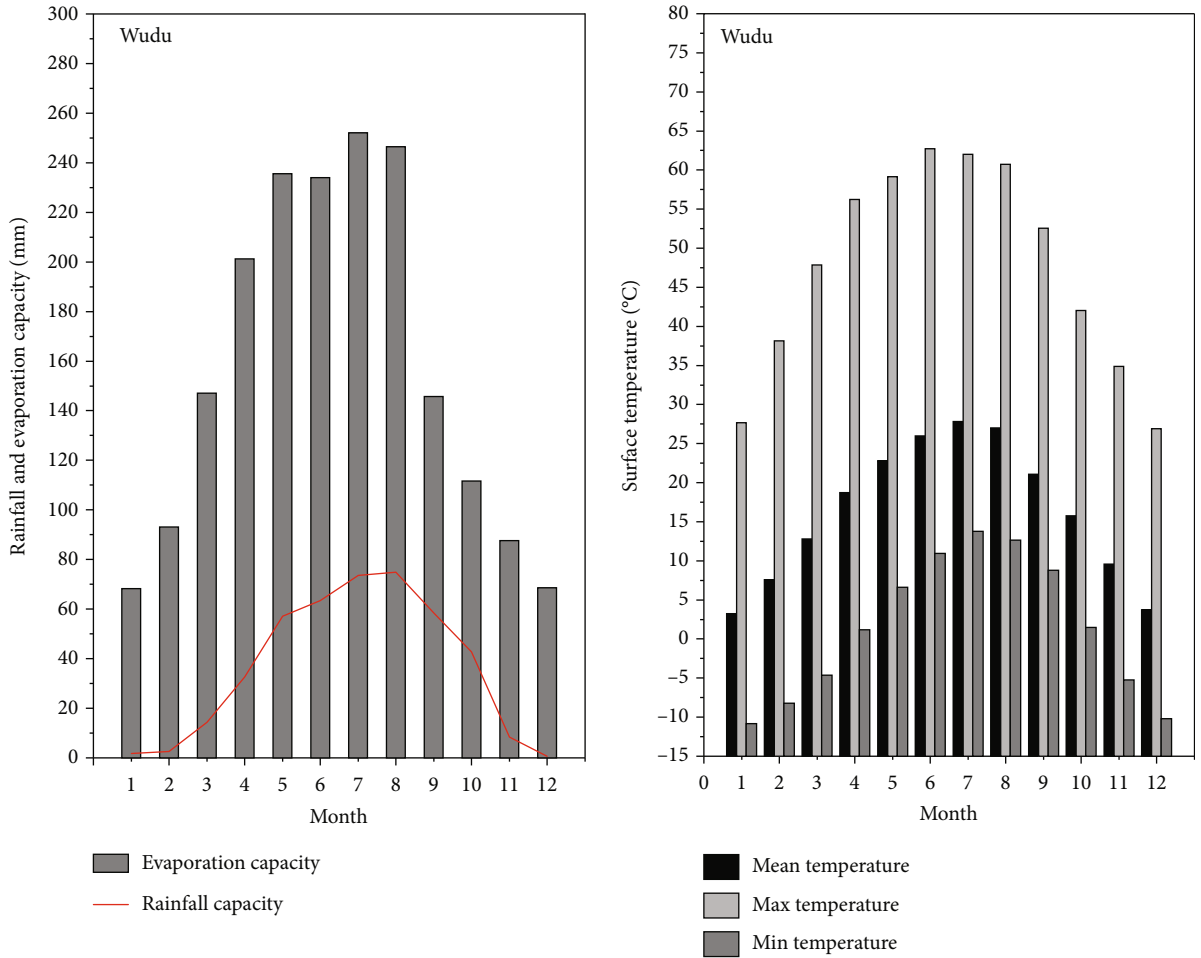 Wudu
Rainfall and evaporation capacity (mm)
300
280
260
240
220
200
180
160
140
120
100
80
60
40
20
0
1 2 3 4 5 6 7 8 9 10 11 12
Month
Evaporation capacity
Rainfall capacity
Wudu
Surface temperature (°C)
80
75
70
65
60
55
50
45
40
35
30
25
20
15
10
5
0
−10
−15
0 1 2 3 4 5 6 7 8 9 10 11 12
Month
Mean temperature
Max temperature
Min temperature